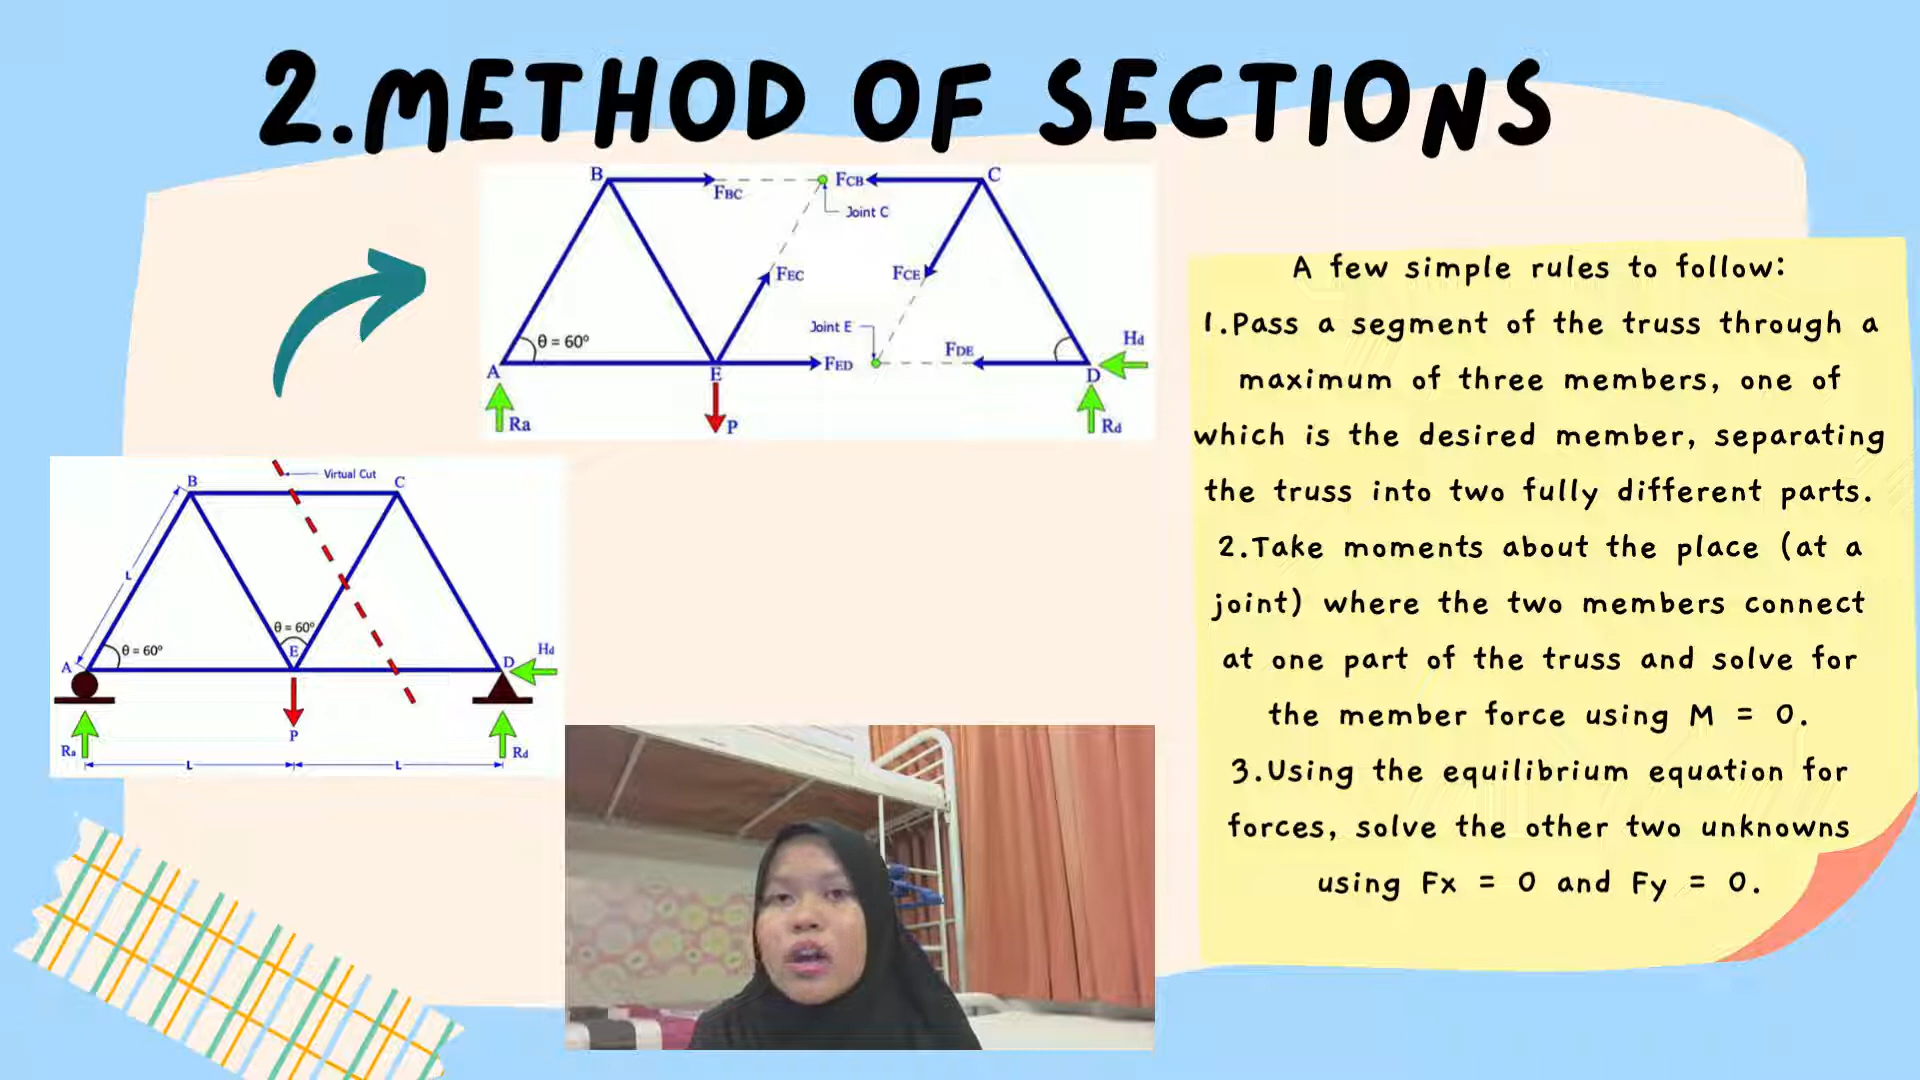 2.METHOD OF SECTIONS
B
FBC
FCB
C
Joint C
FEC
FCE
Joint E
θ = 60º
FED
FDE
Hd
A
E
D
Ra
P
Rd
A few simple rules to follow:
1.Pass a segment of the truss through a
maximum of three members, one of
which is the desired member, separating
the truss into two fully different parts.
2.Take moments about the place (at a
joint) where the two members connect
at one part of the truss and solve for
the member force using M = 0.
3.Using the equilibrium equation for
forces, solve the other two unknowns
using Fx = 0 and Fy = 0.
Virtual Cut
B
C
L
θ = 60º
θ = 60º
E
A
D
Hd
P
Ra
Rd
L
L